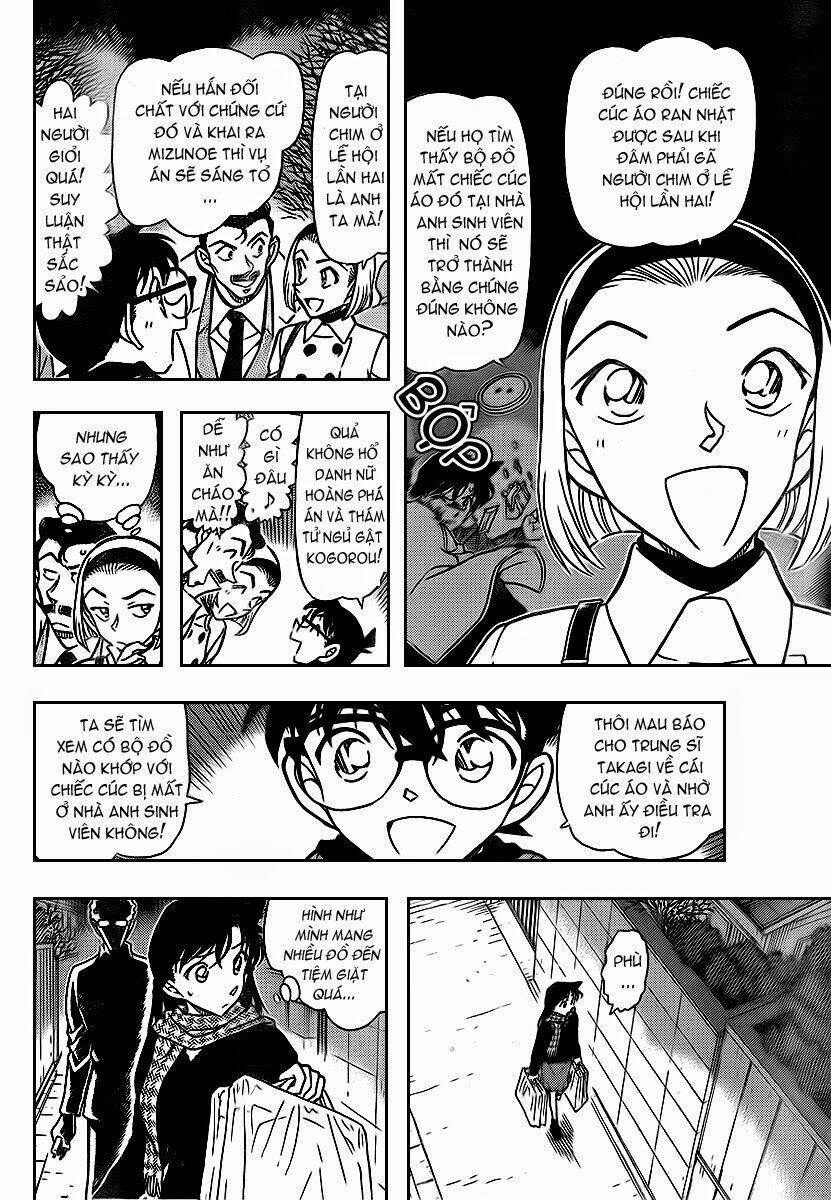 ĐÚNG RỒI! CHIẾC
CÚC ÁO RAN NHẶT
ĐƯỢC SAU KHI
ĐÂM PHẢI GÃ
NGƯỜI CHIM Ở LỄ
HỘI LẦN HAI!
NẾU HỌ TÌM
THẤY BỘ ĐỒ
MẤT CHIẾC CÚC
ÁO ĐÓ TẠI NHÀ
ANH SINH VIÊN
THÌ NÓ SẼ
TRỞ THÀNH
BẰNG CHỨNG
ĐÚNG KHÔNG
NÀO?
BỘP
TẠI
NGƯỜI
CHIM Ở
LỄ HỘI
LẦN HAI
LÀ ANH
TA MÀ!
NẾU HẮN ĐỐI
CHẤT VỚI CHỨNG CỨ
ĐÓ VÀ KHAI RA
MIZUNOE THÌ VỤ
ÁN SẼ SÁNG TỎ
...
HAI
NGƯỜI
GIỎI
QUÁ!
SUY
LUẬN
THẬT
SẮC
SẢO!
QUẢ
KHÔNG HỔ
DANH NỮ
HOÀNG PHÁ
ÁN VÀ THÁM
TỬ NGỦ GẬT
KOGOROU!
CÓ
GÌ
ĐÂU
♪
DỄ
NHƯ
ĂN
CHÁO
MÀ!!
NHƯNG
SAO THẤY
KỲ KỲ...
THÔI MAU BÁO
CHO TRUNG SĨ
TAKAGI VỀ CÁI
CÚC ÁO VÀ NHỜ
ANH ẤY ĐIỀU TRA
ĐI!
TA SẼ TÌM
XEM CÓ BỘ ĐỒ
NÀO KHỚP VỚI
CHIẾC CÚC BỊ MẤT
Ở NHÀ ANH SINH
VIÊN KHÔNG!
PHÙ
...
HÌNH NHƯ
MÌNH MANG
NHIỀU ĐỒ ĐẾN
TIỆM GIẶT
QUÁ...